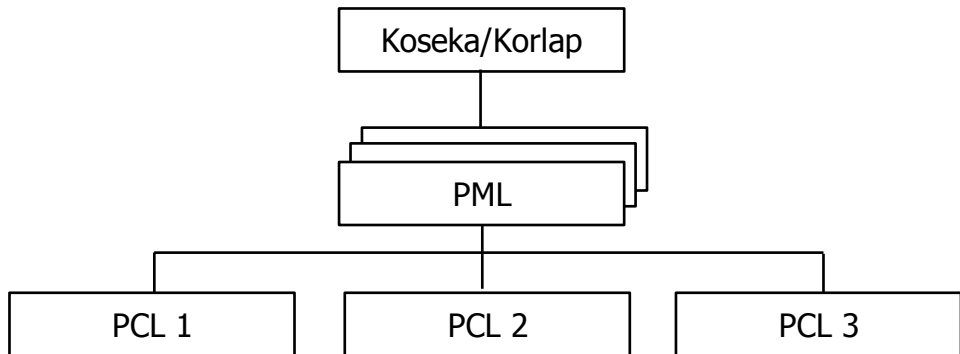 Koseka/Korlap
PML
PCL 1
PCL 2
PCL 3